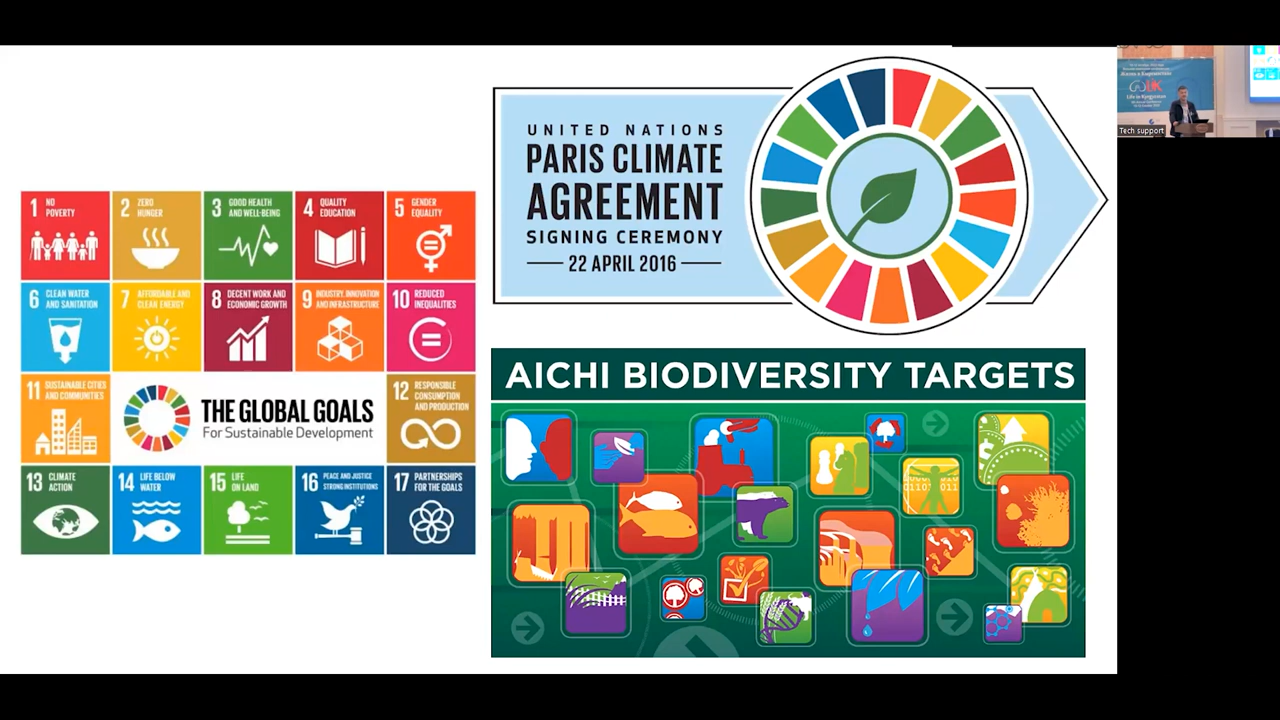 1 NO
POVERTY
2 ZERO
HUNGER
3 GOOD HEALTH
AND WELL-BEING
4 QUALITY
EDUCATION
5 GENDER
EQUALITY
6 CLEAN WATER
AND SANITATION
7 AFFORDABLE AND
CLEAN ENERGY
8 DECENT WORK AND
ECONOMIC GROWTH
9 INDUSTRY, INNOVATION
AND INFRASTRUCTURE
10 REDUCED
INEQUALITIES
11 SUSTAINABLE CITIES
AND COMMUNITIES
THE GLOBAL GOALS
For Sustainable Development
12 RESPONSIBLE
CONSUMPTION
AND PRODUCTION
13 CLIMATE
ACTION
14 LIFE BELOW
WATER
15 LIFE
ON LAND
16 PEACE AND JUSTICE
STRONG INSTITUTIONS
17 PARTNERSHIPS
FOR THE GOALS
UNITED NATIONS
PARIS CLIMATE
AGREEMENT
SIGNING CEREMONY
22 APRIL 2016
AICHI BIODIVERSITY TARGETS
Жизнь в Кыргызстане
Life in Kyrgyzstan
Tech support